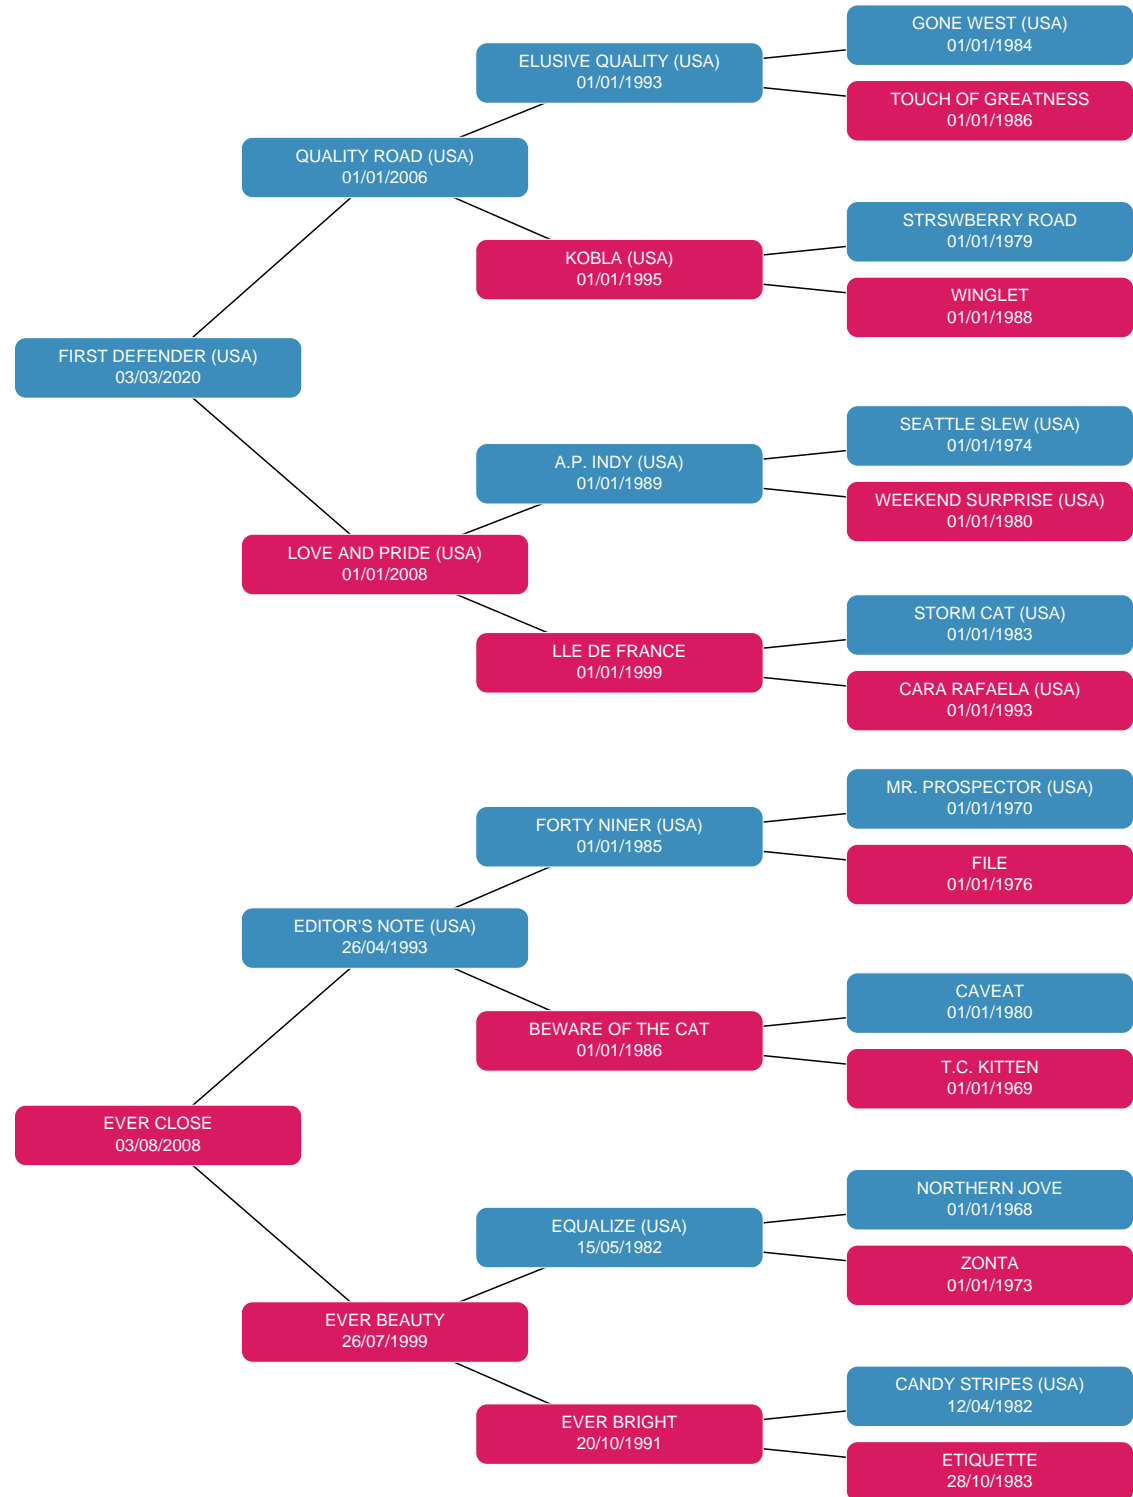 GONE WEST (USA)
01/01/1984
ELUSIVE QUALITY (USA)
01/01/1993
TOUCH OF GREATNESS
01/01/1986
QUALITY ROAD (USA)
01/01/2006
STRSWBERRY ROAD
01/01/1979
KOBLA (USA)
01/01/1995
WINGLET
01/01/1988
FIRST DEFENDER (USA)
03/03/2020
SEATTLE SLEW (USA)
01/01/1974
A.P. INDY (USA)
01/01/1989
WEEKEND SURPRISE (USA)
01/01/1980
LOVE AND PRIDE (USA)
01/01/2008
STORM CAT (USA)
01/01/1983
LLE DE FRANCE
01/01/1999
CARA RAFAELA (USA)
01/01/1993
MR. PROSPECTOR (USA)
01/01/1970
FORTY NINER (USA)
01/01/1985
FILE
01/01/1976
EDITOR'S NOTE (USA)
26/04/1993
CAVEAT
01/01/1980
BEWARE OF THE CAT
01/01/1986
T.C. KITTEN
01/01/1969
EVER CLOSE
03/08/2008
NORTHERN JOVE
01/01/1968
EQUALIZE (USA)
15/05/1982
ZONTA
01/01/1973
EVER BEAUTY
26/07/1999
CANDY STRIPES (USA)
12/04/1982
EVER BRIGHT
20/10/1991
ETIQUETTE
28/10/1983